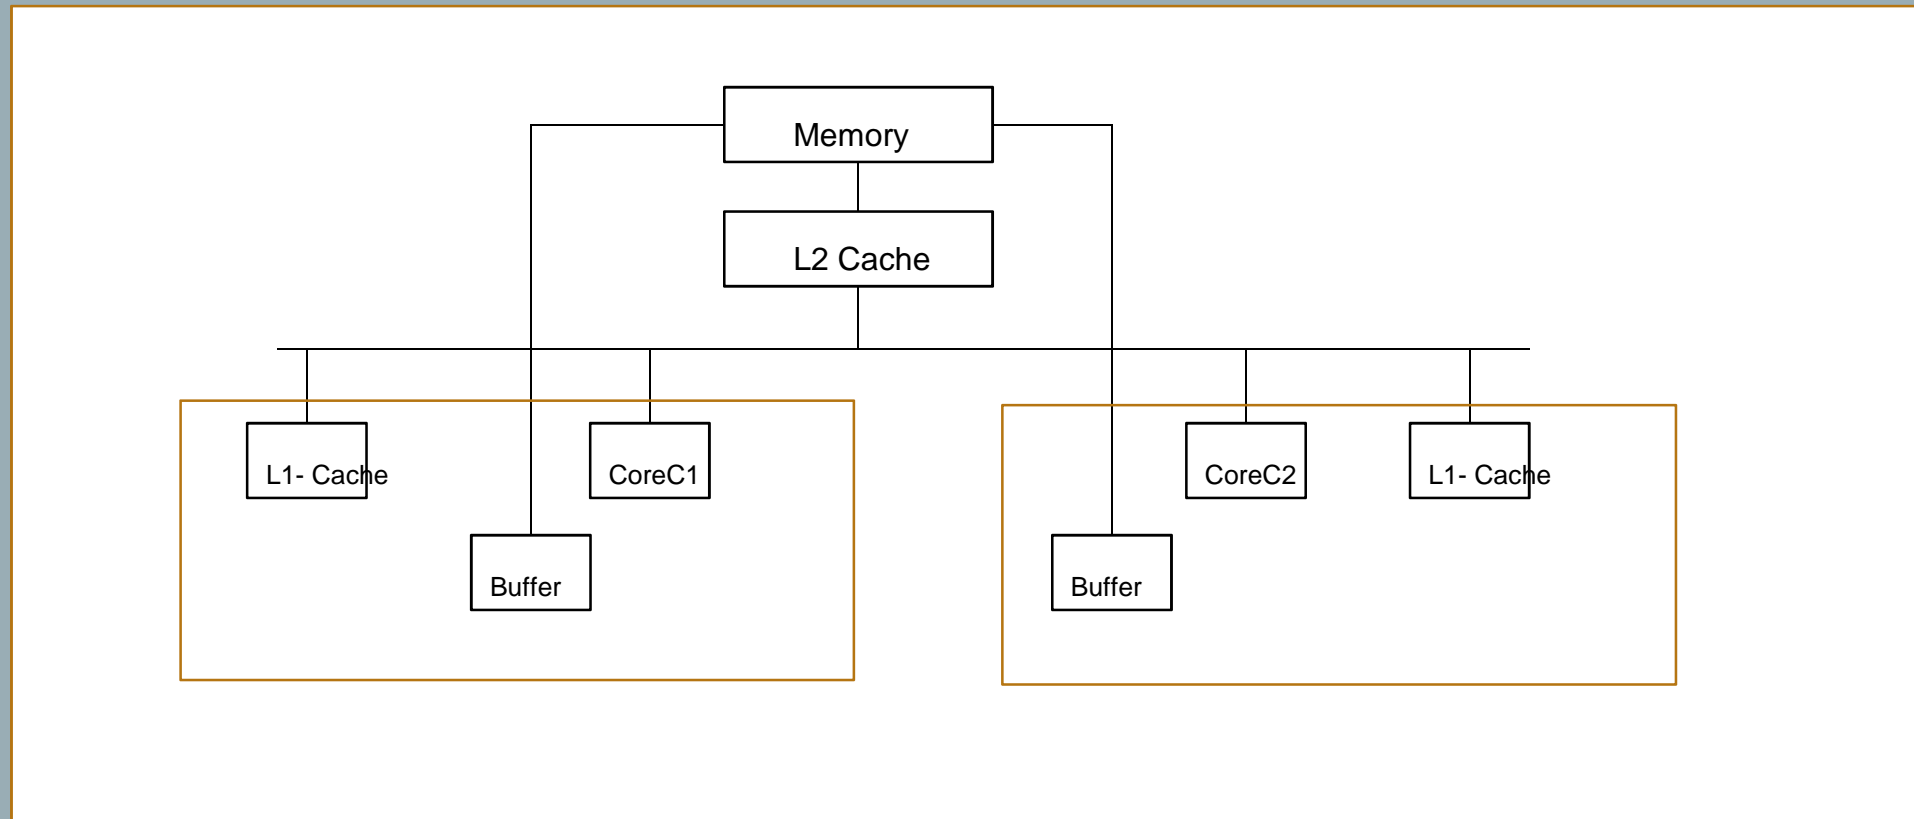 Memory
L2 Cache
L1- Cache
CoreC1
CoreC2
L1- Cache
Buffer
Buffer